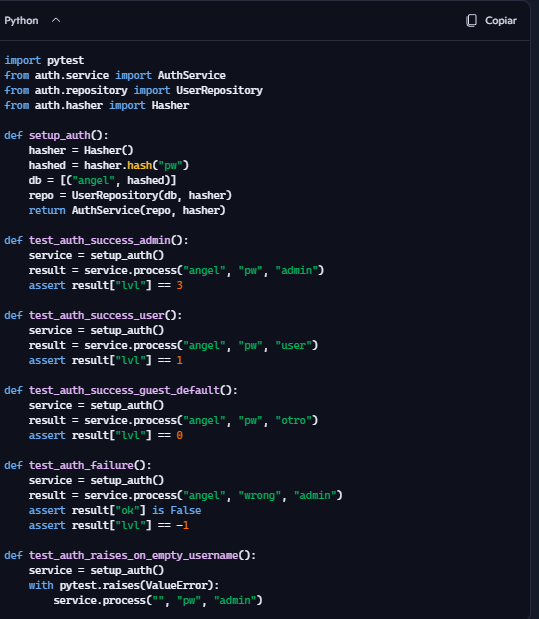 Python
Copiar
import pytest
from auth.service import AuthService
from auth.repository import UserRepository
from auth.hasher import Hasher
def setup_auth():
    hasher = Hasher()
    hashed = hasher.hash("pw")
    db = [("angel", hashed)]
    repo = UserRepository(db, hasher)
    return AuthService(repo, hasher)
def test_auth_success_admin():
    service = setup_auth()
    result = service.process("angel", "pw", "admin")
    assert result["lvl"] == 3
def test_auth_success_user():
    service = setup_auth()
    result = service.process("angel", "pw", "user")
    assert result["lvl"] == 1
def test_auth_success_guest_default():
    service = setup_auth()
    result = service.process("angel", "pw", "otro")
    assert result["lvl"] == 0
def test_auth_failure():
    service = setup_auth()
    result = service.process("angel", "wrong", "admin")
    assert result["ok"] is False
    assert result["lvl"] == -1
def test_auth_raises_on_empty_username():
    service = setup_auth()
    with pytest.raises(ValueError):
        service.process("", "pw", "admin")